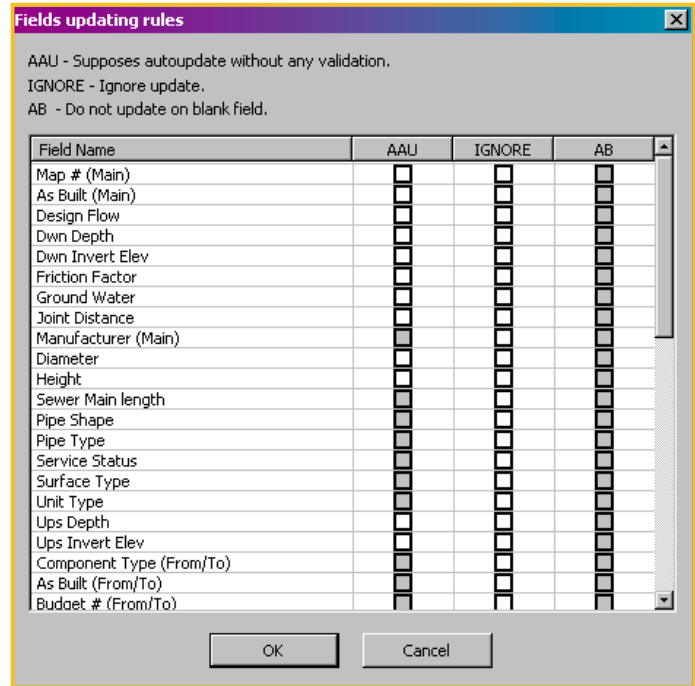 Fields updating rules
AAU - Supposes autoupdate without any validation.
IGNORE - Ignore update.
AB - Do not update on blank field.
Field Name AAU IGNORE AB
Map # (Main)
As Built (Main)
Design Flow
Dwn Depth
Dwn Invert Elev
Friction Factor
Ground Water
Joint Distance
Manufacturer (Main)
Diameter
Height
Sewer Main length
Pipe Shape
Pipe Type
Service Status
Surface Type
Unit Type
Ups Depth
Ups Invert Elev
Component Type (From/To)
As Built (From/To)
Budget # (From/To)
OK Cancel